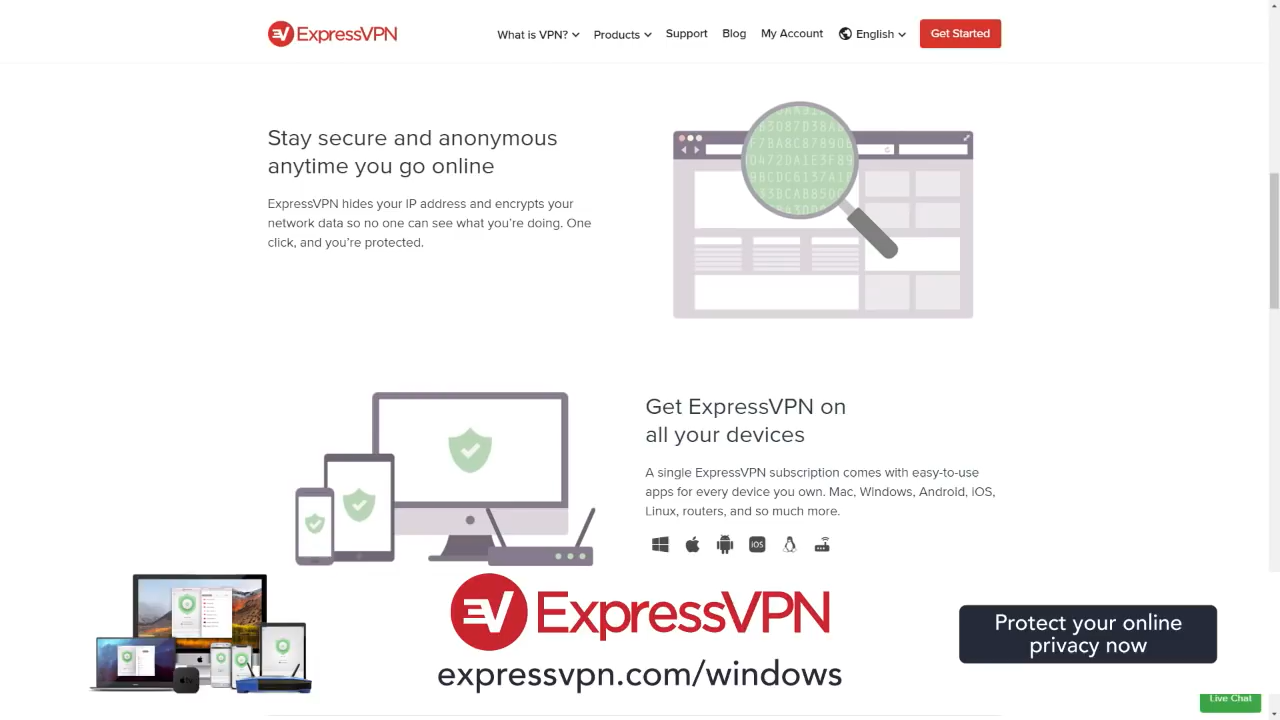 ExpressVPN
What is VPN?
Products
Support
Blog
My Account
English
Get Started
Stay secure and anonymous
anytime you go online
ExpressVPN hides your IP address and encrypts your
network data so no one can see what you’re doing. One
click, and you’re protected.
B3087D38AD
F7BA8C87890B
D472DA1E3F89
9BCDC6137A1
Get ExpressVPN on
all your devices
A single ExpressVPN subscription comes with easy-to-use
apps for every device you own. Mac, Windows, Android, iOS,
Linux, routers, and so much more.
iOS
ExpressVPN
expressvpn.com/windows
Protect your online
privacy now
Live Chat